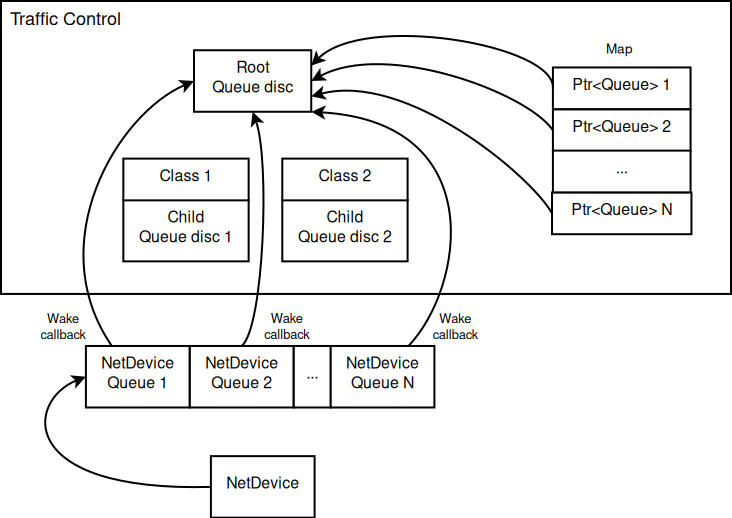 Traffic Control
Root
Queue disc
Map
Ptr<Queue> 1
Ptr<Queue> 2
...
Ptr<Queue> N
Class 1
Child
Queue disc 1
Class 2
Child
Queue disc 2
Wake
callback
Wake
callback
Wake
callback
NetDevice
Queue 1
NetDevice
Queue 2
...
NetDevice
Queue N
NetDevice